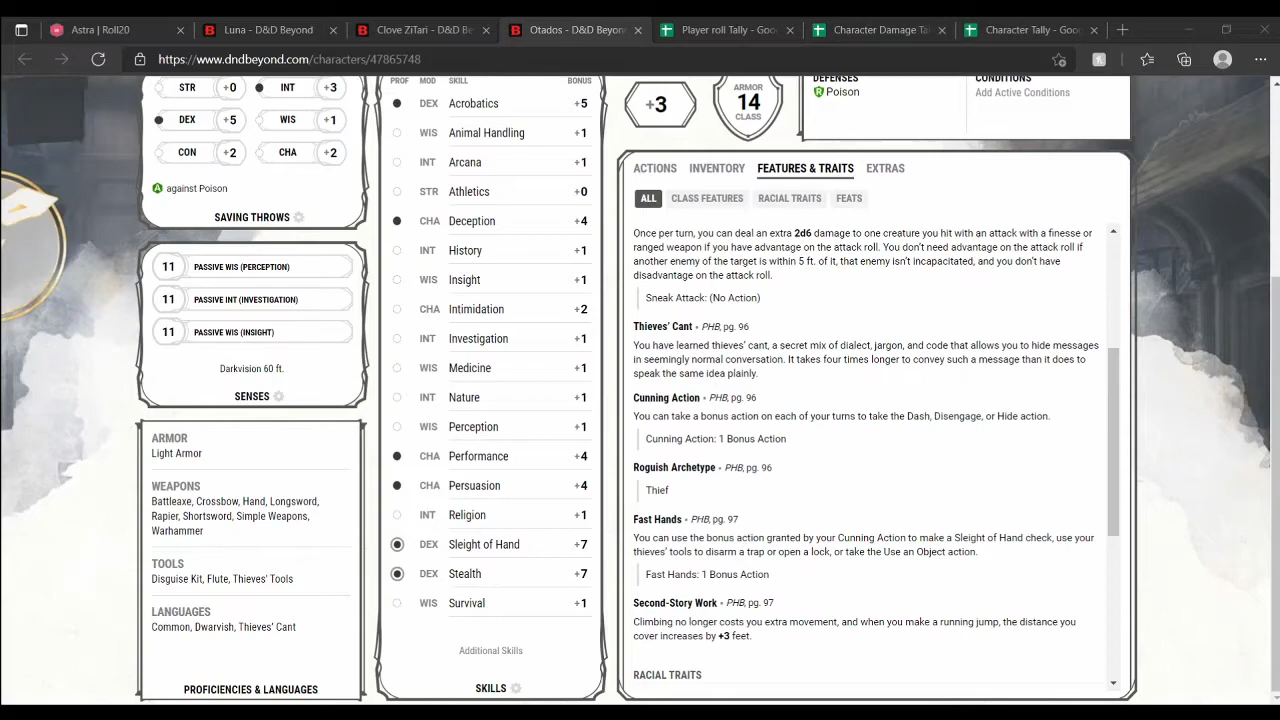 Astra | Roll20
Luna - D&D Beyond
Clove ZiTari - D&D Be
Otados - D&D Beyon
Player roll Tally - Goo
Character Damage Ta
Character Tally - Goo
https://www.dndbeyond.com/characters/47865748
STR +0 INT +3
DEX +5 WIS +1
CON +2 CHA +2
A against Poison
SAVING THROWS
11 PASSIVE WIS (PERCEPTION)
11 PASSIVE INT (INVESTIGATION)
11 PASSIVE WIS (INSIGHT)
Darkvision 60 ft.
SENSES
ARMOR
Light Armor
WEAPONS
Battleaxe, Crossbow, Hand, Longsword,
Rapier, Shortsword, Simple Weapons,
Warhammer
TOOLS
Disguise Kit, Flute, Thieves' Tools
LANGUAGES
Common, Dwarvish, Thieves' Cant
PROFICIENCIES & LANGUAGES
PROF MOD SKILL BONUS
DEX Acrobatics +5
WIS Animal Handling +1
INT Arcana +1
STR Athletics +0
CHA Deception +4
INT History +1
WIS Insight +1
CHA Intimidation +2
INT Investigation +1
WIS Medicine +1
INT Nature +1
WIS Perception +1
CHA Performance +4
CHA Persuasion +4
INT Religion +1
DEX Sleight of Hand +7
DEX Stealth +7
WIS Survival +1
Additional Skills
SKILLS
+3
ARMOR
14
CLASS
DEFENSES
R Poison
CONDITIONS
Add Active Conditions
ACTIONS INVENTORY FEATURES & TRAITS EXTRAS
ALL CLASS FEATURES RACIAL TRAITS FEATS
Once per turn, you can deal an extra 2d6 damage to one creature you hit with an attack with a finesse or
ranged weapon if you have advantage on the attack roll. You don't need advantage on the attack roll if
another enemy of the target is within 5 ft. of it, that enemy isn't incapacitated, and you don't have
disadvantage on the attack roll.
Sneak Attack: (No Action)
Thieves' Cant • PHB, pg. 96
You have learned thieves' cant, a secret mix of dialect, jargon, and code that allows you to hide messages
in seemingly normal conversation. It takes four times longer to convey such a message than it does to
speak the same idea plainly.
Cunning Action • PHB, pg. 96
You can take a bonus action on each of your turns to take the Dash, Disengage, or Hide action.
Cunning Action: 1 Bonus Action
Roguish Archetype • PHB, pg. 96
Thief
Fast Hands • PHB, pg. 97
You can use the bonus action granted by your Cunning Action to make a Sleight of Hand check, use your
thieves' tools to disarm a trap or open a lock, or take the Use an Object action.
Fast Hands: 1 Bonus Action
Second-Story Work • PHB, pg. 97
Climbing no longer costs you extra movement, and when you make a running jump, the distance you
cover increases by +3 feet.
RACIAL TRAITS